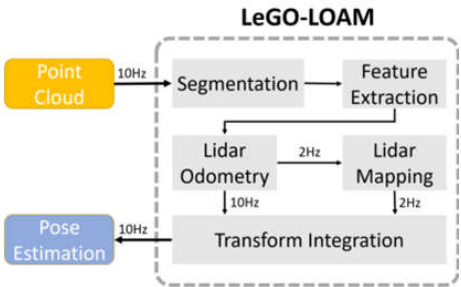 LeGO-LOAM
Point
Cloud
10Hz
Segmentation
Feature
Extraction
Lidar
Odometry
2Hz
Lidar
Mapping
10Hz
2Hz
Pose
Estimation
10Hz
Transform Integration